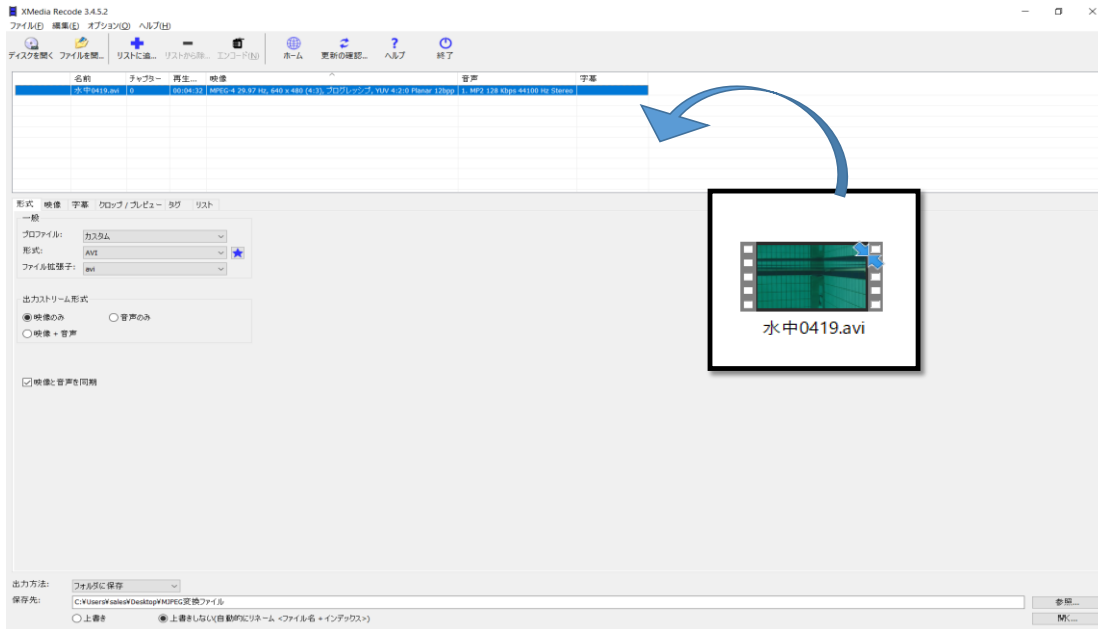 XMedia Recode 3.4.5.2
ファイル(F) 編集(E) オプション(O) ヘルプ(H)
ディスクを開く ファイルを開... リストに追... リストから除... エンコード(N) ホーム 更新の確認... ヘルプ 終了
名前 チャプター 再生... 映像 音声 字幕
水中0419.avi 0 00:04:32 MPEG-4 29.97 Hz, 640 x 480 (4:3), プログレッシブ, YUV 4:2:0 Planar 12bpp 1. MP2 128 Kbps 44100 Hz Stereo
形式 映像 字幕 クロップ / プレビュー タグ リスト
一般
プロファイル: カスタム
形式: AVI
ファイル拡張子: avi
出力ストリーム形式
映像のみ 音声のみ
映像 + 音声
映像と音声を同期
水中0419.avi
出力方法: フォルダに保存
保存先: C:¥Users¥sales¥Desktop¥MJPEG変換ファイル 参照...
上書き 上書きしない(自動的にリネーム <ファイル名 + インデックス>) 開く...